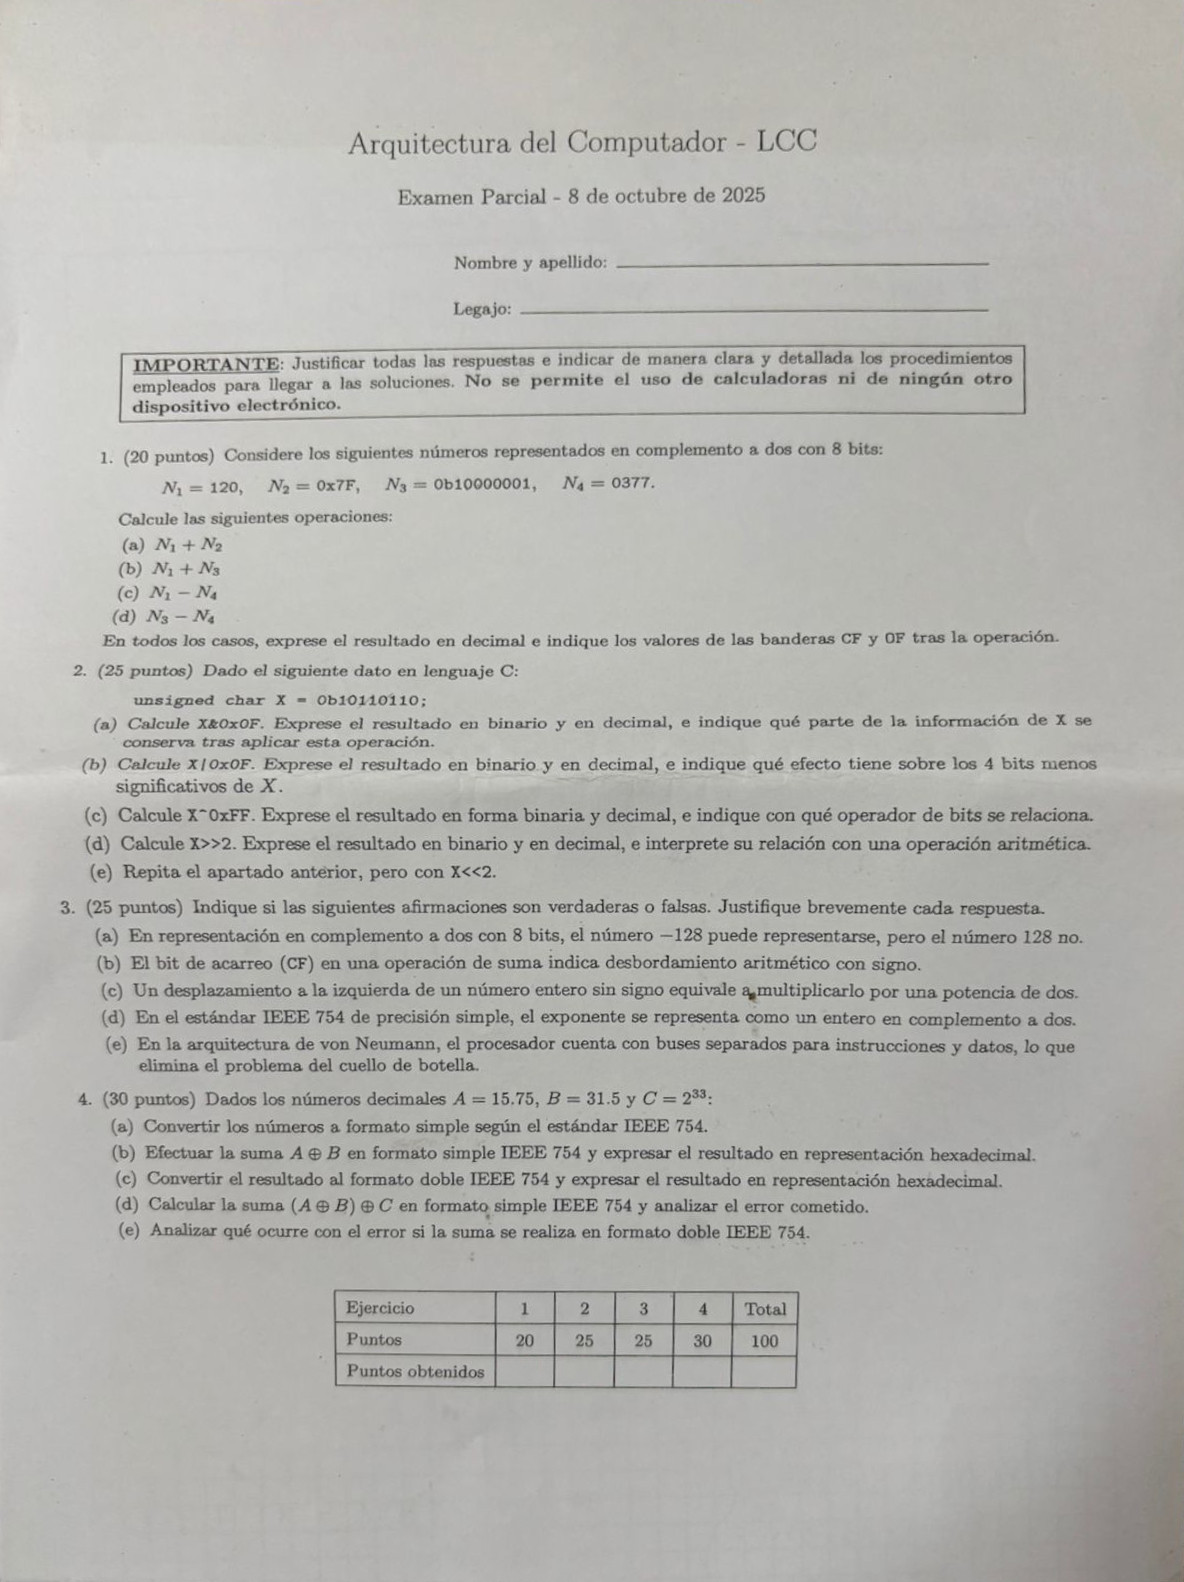 Arquitectura del Computador - LCC
Examen Parcial - 8 de octubre de 2025
Nombre y apellido:
Legajo:
IMPORTANTE: Justificar todas las respuestas e indicar de manera clara y detallada los procedimientos
empleados para llegar a las soluciones. No se permite el uso de calculadoras ni de ningún otro
dispositivo electrónico.
1. (20 puntos) Considere los siguientes números representados en complemento a dos con 8 bits:
N₁ = 120, N₂ = 0x7F, N₃ = 0b10000001, N₄ = 0377.
Calcule las siguientes operaciones:
(a) N₁ + N₂
(b) N₁ + N₃
(c) N₁ − N₄
(d) N₃ − N₄
En todos los casos, exprese el resultado en decimal e indique los valores de las banderas CF y OF tras la operación.
2. (25 puntos) Dado el siguiente dato en lenguaje C:
unsigned char X = 0b10110110;
(a) Calcule X&0x0F. Exprese el resultado en binario y en decimal, e indique qué parte de la información de X se
conserva tras aplicar esta operación.
(b) Calcule X|0x0F. Exprese el resultado en binario y en decimal, e indique qué efecto tiene sobre los 4 bits menos
significativos de X.
(c) Calcule X^0xFF. Exprese el resultado en forma binaria y decimal, e indique con qué operador de bits se relaciona.
(d) Calcule X>>2. Exprese el resultado en binario y en decimal, e interprete su relación con una operación aritmética.
(e) Repita el apartado anterior, pero con X<<2.
3. (25 puntos) Indique si las siguientes afirmaciones son verdaderas o falsas. Justifique brevemente cada respuesta.
(a) En representación en complemento a dos con 8 bits, el número −128 puede representarse, pero el número 128 no.
(b) El bit de acarreo (CF) en una operación de suma indica desbordamiento aritmético con signo.
(c) Un desplazamiento a la izquierda de un número entero sin signo equivale a multiplicarlo por una potencia de dos.
(d) En el estándar IEEE 754 de precisión simple, el exponente se representa como un entero en complemento a dos.
(e) En la arquitectura de von Neumann, el procesador cuenta con buses separados para instrucciones y datos, lo que
elimina el problema del cuello de botella.
4. (30 puntos) Dados los números decimales A = 15.75, B = 31.5 y C = 2³³:
(a) Convertir los números a formato simple según el estándar IEEE 754.
(b) Efectuar la suma A ⊕ B en formato simple IEEE 754 y expresar el resultado en representación hexadecimal.
(c) Convertir el resultado al formato doble IEEE 754 y expresar el resultado en representación hexadecimal.
(d) Calcular la suma (A ⊕ B) ⊕ C en formato simple IEEE 754 y analizar el error cometido.
(e) Analizar qué ocurre con el error si la suma se realiza en formato doble IEEE 754.
Ejercicio 1 2 3 4 Total
Puntos 20 25 25 30 100
Puntos obtenidos